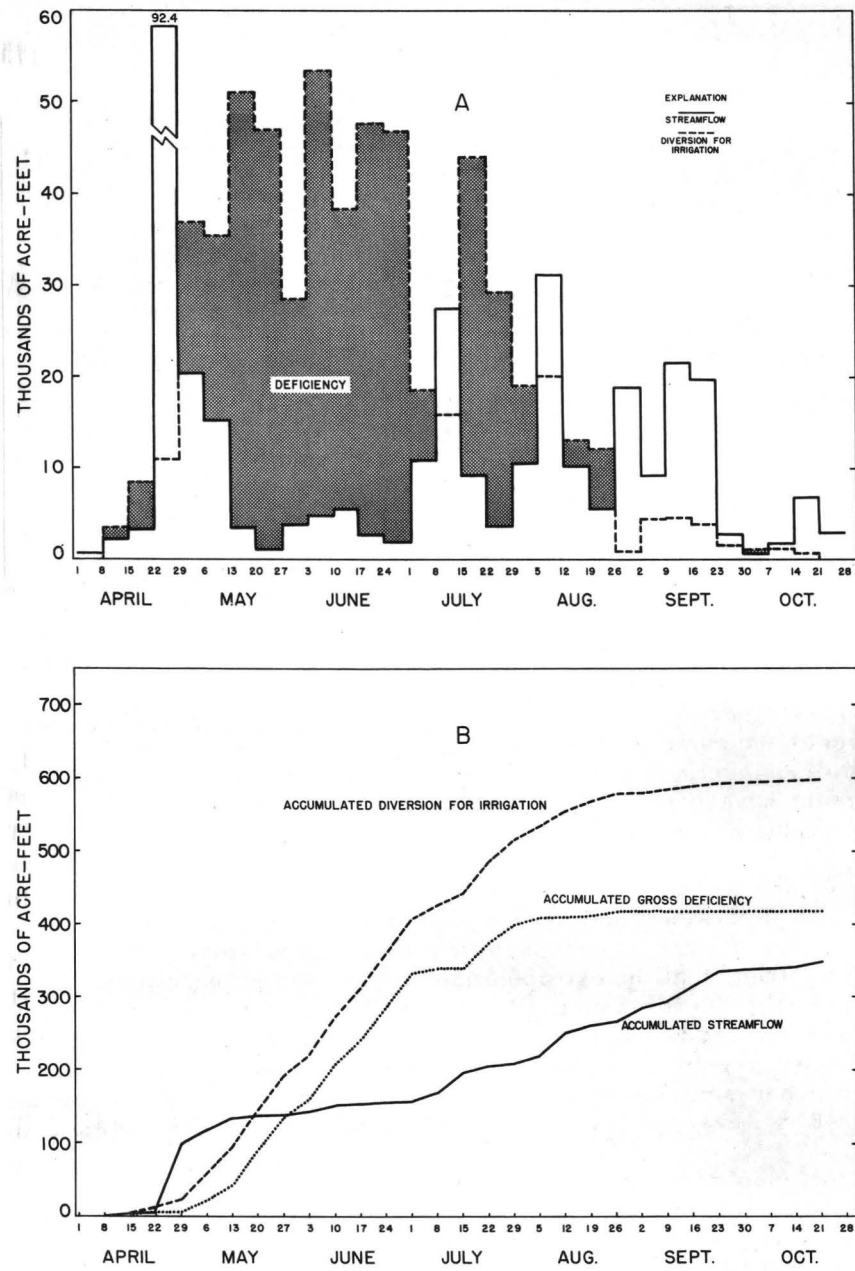 92.4
60
50
40
30
20
10
0
THOUSANDS OF ACRE-FEET
A
EXPLANATION
STREAMFLOW
DIVERSION FOR
IRRIGATION
DEFICIENCY
1 8 15 22 29 6 13 20 27 3 10 17 24 1 8 15 22 29 5 12 19 26 2 9 16 23 30 7 14 21 28
APRIL MAY JUNE JULY AUG. SEPT. OCT.
700
600
500
400
300
200
100
0
THOUSANDS OF ACRE-FEET
B
ACCUMULATED DIVERSION FOR IRRIGATION
ACCUMULATED GROSS DEFICIENCY
ACCUMULATED STREAMFLOW
1 8 15 22 29 6 13 20 27 3 10 17 24 1 8 15 22 29 5 12 19 26 2 9 16 23 30 7 14 21 28
APRIL MAY JUNE JULY AUG. SEPT. OCT.